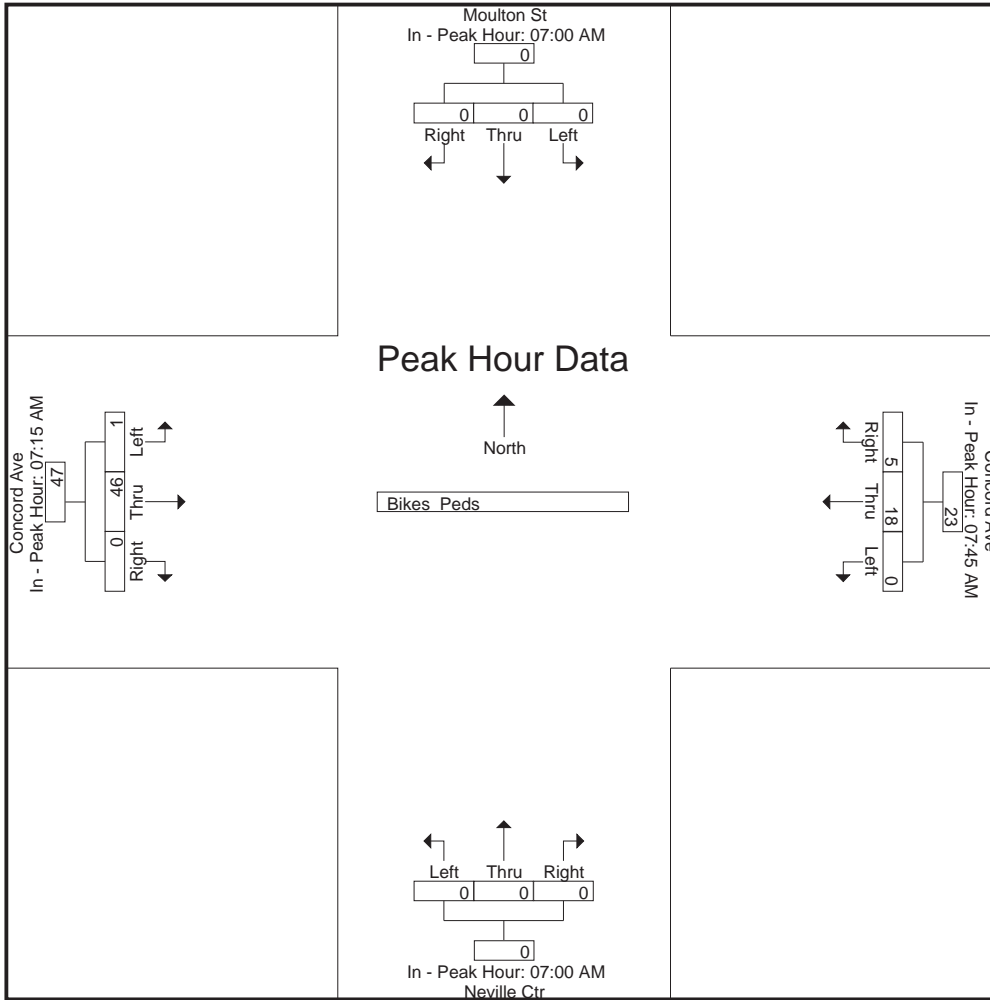 Moulton St
In - Peak Hour: 07:00 AM
0
0 0 0
Right Thru Left
Peak Hour Data
North
Bikes Peds
Concord Ave
In - Peak Hour: 07:15 AM
47
1 46 0
Left Thru Right
Concord Ave
In - Peak Hour: 07:45 AM
23
5 18 0
Right Thru Left
Left Thru Right
0 0 0
0
In - Peak Hour: 07:00 AM
Neville Ctr